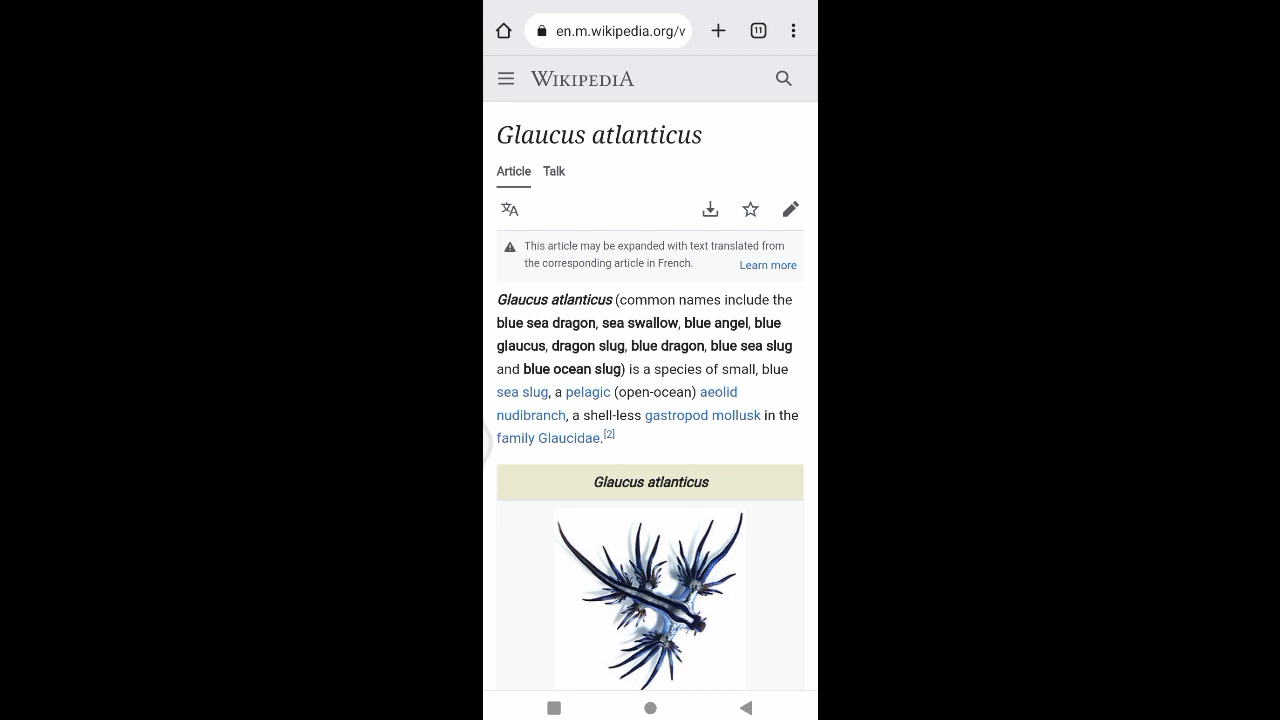 11
en.m.wikipedia.org/v
WIKIPEDIA
Glaucus atlanticus
Article Talk
This article may be expanded with text translated from
the corresponding article in French. Learn more
Glaucus atlanticus (common names include the
blue sea dragon, sea swallow, blue angel, blue
glaucus, dragon slug, blue dragon, blue sea slug
and blue ocean slug) is a species of small, blue
sea slug, a pelagic (open-ocean) aeolid
nudibranch, a shell-less gastropod mollusk in the
family Glaucidae.[2]
Glaucus atlanticus